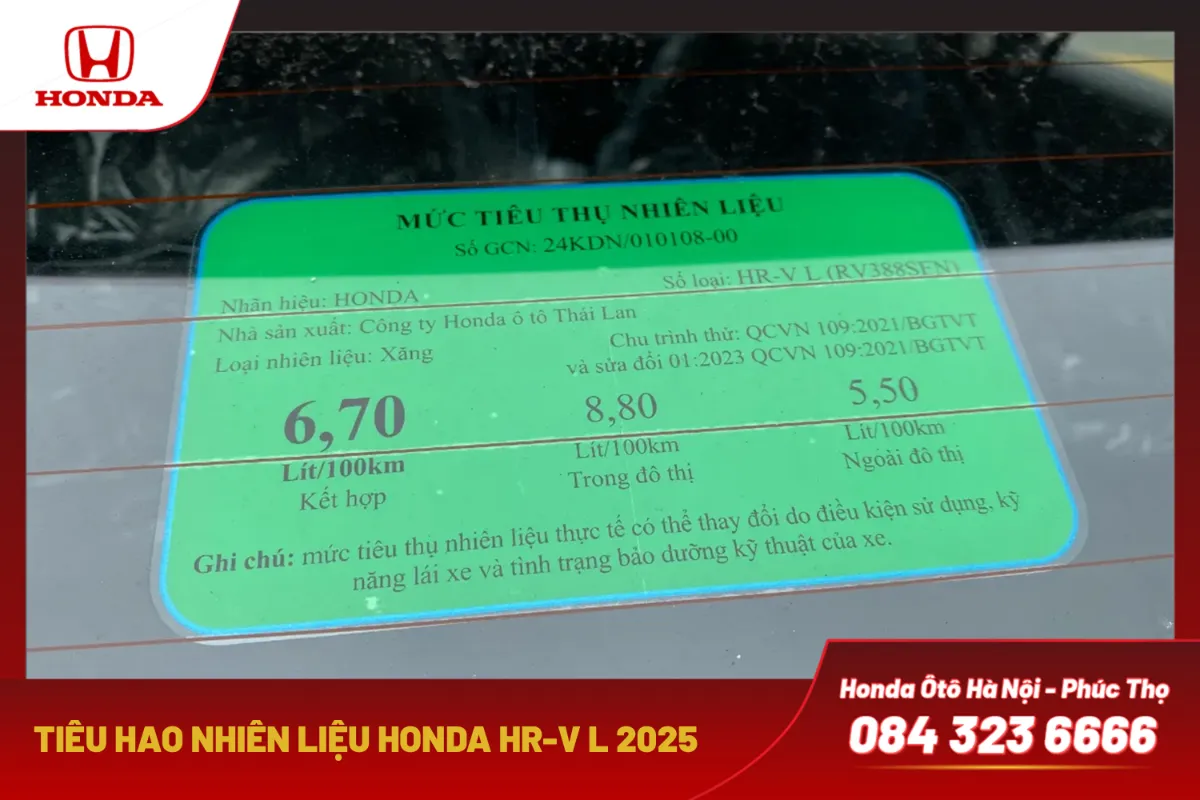 HONDA
MỨC TIÊU THỤ NHIÊN LIỆU
Số GCN: 24KDN/010108-00
Nhãn hiệu: HONDA
Số loại: HR-V L (RV388SFN)
Nhà sản xuất: Công ty Honda ô tô Thái Lan
Loại nhiên liệu: Xăng
Chu trình thử: QCVN 109:2021/BGTVT
và sửa đổi 01:2023 QCVN 109:2021/BGTVT
6,70
Lít/100km
Kết hợp
8,80
Lít/100km
Trong đô thị
5,50
Lít/100km
Ngoài đô thị
Ghi chú: mức tiêu thụ nhiên liệu thực tế có thể thay đổi do điều kiện sử dụng, kỹ
năng lái xe và tình trạng bảo dưỡng kỹ thuật của xe.
TIÊU HAO NHIÊN LIỆU HONDA HR-V L 2025
Honda Ôtô Hà Nội - Phúc Thọ
084 323 6666